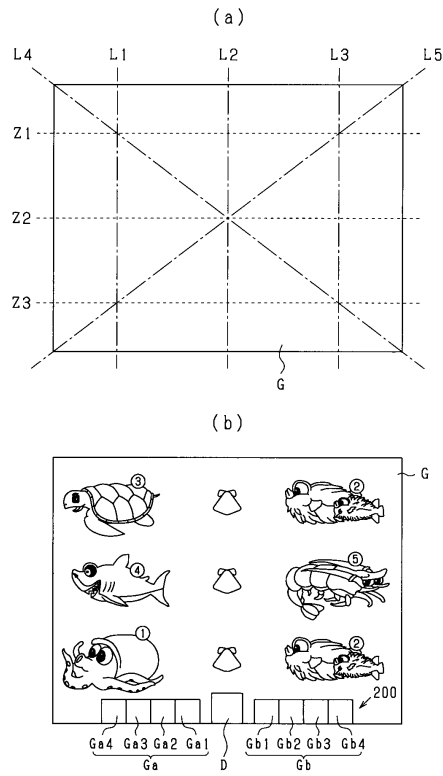 (a)
L4 L1 L2 L3 L5
Z1
Z2
Z3
G
(b)
G
③ ②
④ ⑤
① ②
200
Ga4 Ga3 Ga2 Ga1 Gb1 Gb2 Gb3 Gb4
Ga D Gb